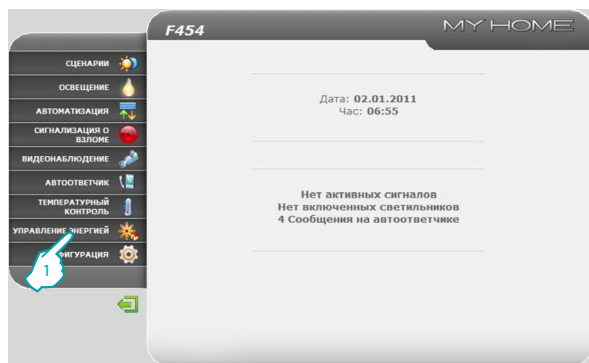 F454
MY HOME
СЦЕНАРИИ
ОСВЕЩЕНИЕ
АВТОМАТИЗАЦИЯ
СИГНАЛИЗАЦИЯ О
ВЗЛОМЕ
ВИДЕОНАБЛЮДЕНИЕ
АВТООТВЕТЧИК
ТЕМПЕРАТУРНЫЙ
КОНТРОЛЬ
УПРАВЛЕНИЕ ЭНЕРГИЕЙ
ФИГУРАЦИЯ
1
Дата: 02.01.2011
Час: 06:55
Нет активных сигналов
Нет включенных светильников
4 Сообщения на автоответчике